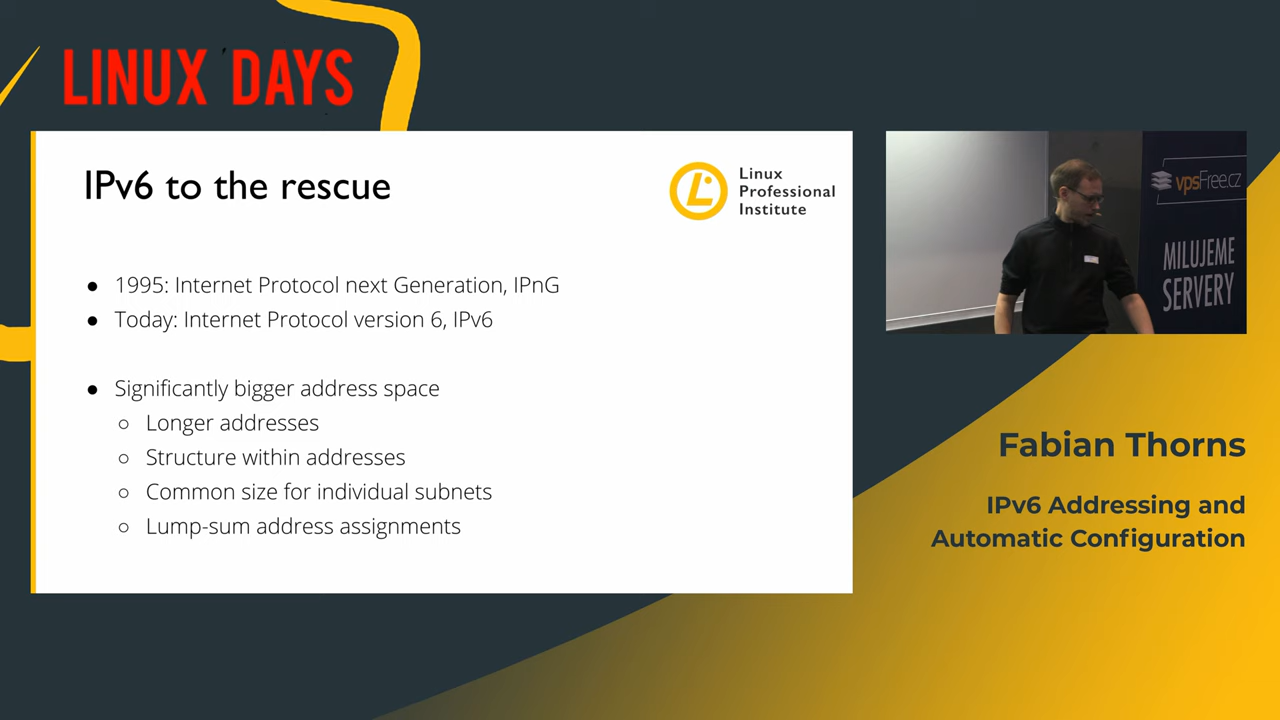 LINUX DAYS
IPv6 to the rescue
Linux
Professional
Institute
● 1995: Internet Protocol next Generation, IPnG
● Today: Internet Protocol version 6, IPv6
● Significantly bigger address space
○ Longer addresses
○ Structure within addresses
○ Common size for individual subnets
○ Lump-sum address assignments
vpsFree.cz
MILUJEME
SERVERY
Fabian Thorns
IPv6 Addressing and
Automatic Configuration